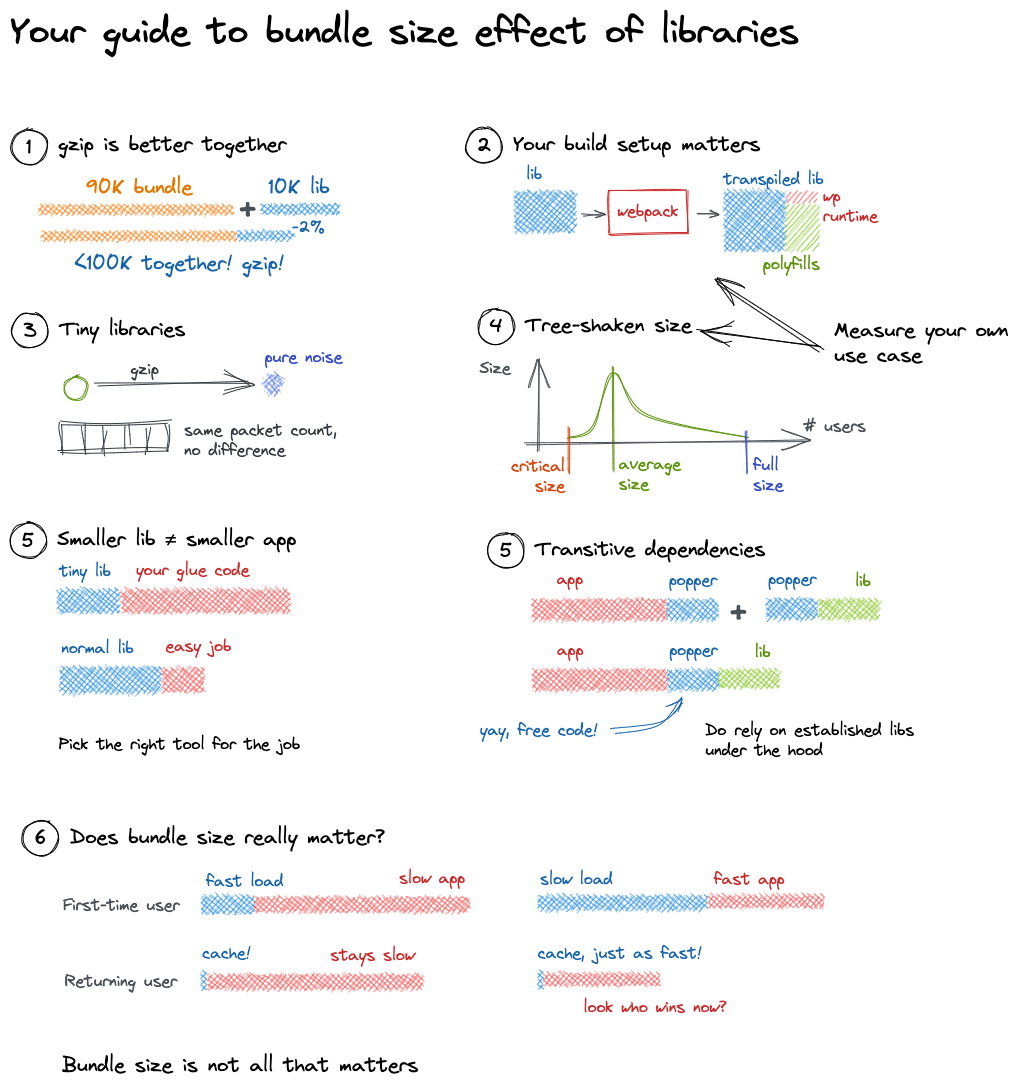 Your guide to bundle size effect of libraries
1
gzip is better together
90K bundle
10K lib
+
-2%
<100K together! gzip!
2
Your build setup matters
lib
webpack
transpiled lib
wp
runtime
polyfills
3
Tiny libraries
gzip
pure noise
same packet count,
no difference
4
Tree-shaken size
Measure your own
use case
Size
# users
critical
size
average
size
full
size
5
Smaller lib ≠ smaller app
tiny lib
your glue code
normal lib
easy job
Pick the right tool for the job
5
Transitive dependencies
app
popper
+
popper
lib
app
popper
lib
yay, free code!
Do rely on established libs
under the hood
6
Does bundle size really matter?
fast load
slow app
slow load
fast app
First-time user
cache!
stays slow
cache, just as fast!
Returning user
look who wins now?
Bundle size is not all that matters